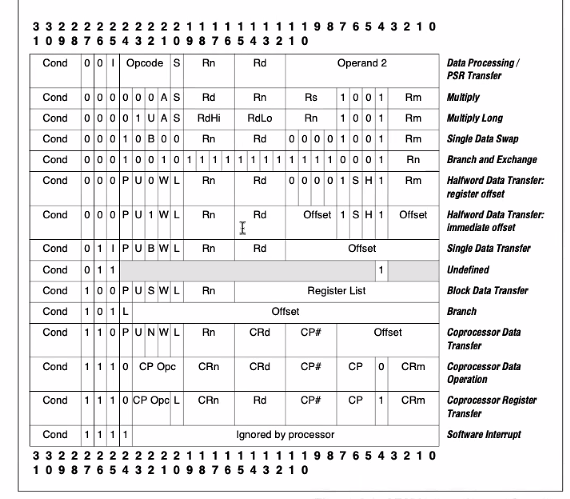 3 3 2 2 2 2 2 2 2 2 2 2 1 1 1 1 1 1 1 1 1 1 9 8 7 6 5 4 3 2 1 0
1 0 9 8 7 6 5 4 3 2 1 0 9 8 7 6 5 4 3 2 1 0
Cond 0 0 I Opcode S Rn Rd Operand 2 Data Processing /
PSR Transfer
Cond 0 0 0 0 0 0 A S Rd Rn Rs 1 0 0 1 Rm Multiply
Cond 0 0 0 0 1 U A S RdHi RdLo Rn 1 0 0 1 Rm Multiply Long
Cond 0 0 0 1 0 B 0 0 Rn Rd 0 0 0 0 1 0 0 1 Rm Single Data Swap
Cond 0 0 0 1 0 0 1 0 1 1 1 1 1 1 1 1 1 1 1 1 0 0 0 1 Rn Branch and Exchange
Cond 0 0 0 P U 0 W L Rn Rd 0 0 0 0 1 S H 1 Rm Halfword Data Transfer:
register offset
Cond 0 0 0 P U 1 W L Rn Rd Offset 1 S H 1 Offset Halfword Data Transfer:
immediate offset
Cond 0 1 I P U B W L Rn Rd Offset Single Data Transfer
Cond 0 1 1 1 Undefined
Cond 1 0 0 P U S W L Rn Register List Block Data Transfer
Cond 1 0 1 L Offset Branch
Cond 1 1 0 P U N W L Rn CRd CP# Offset Coprocessor Data
Transfer
Cond 1 1 1 0 CP Opc CRn CRd CP# CP 0 CRm Coprocessor Data
Operation
Cond 1 1 1 0 CP Opc L CRn Rd CP# CP 1 CRm Coprocessor Register
Transfer
Cond 1 1 1 1 Ignored by processor Software Interrupt
3 3 2 2 2 2 2 2 2 2 2 2 1 1 1 1 1 1 1 1 1 1 9 8 7 6 5 4 3 2 1 0
1 0 9 8 7 6 5 4 3 2 1 0 9 8 7 6 5 4 3 2 1 0